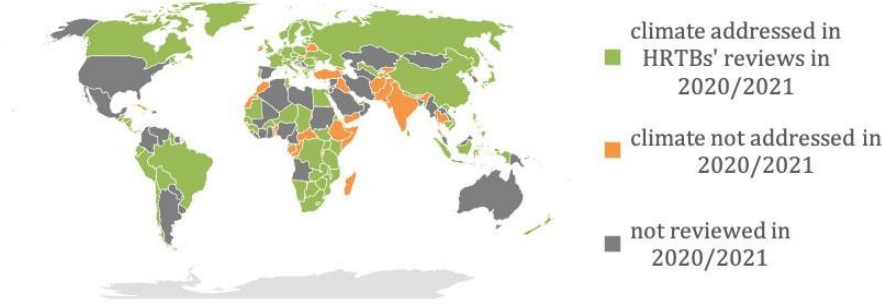 climate addressed in
HRTBs' reviews in
2020/2021
climate not addressed in
2020/2021
not reviewed in
2020/2021